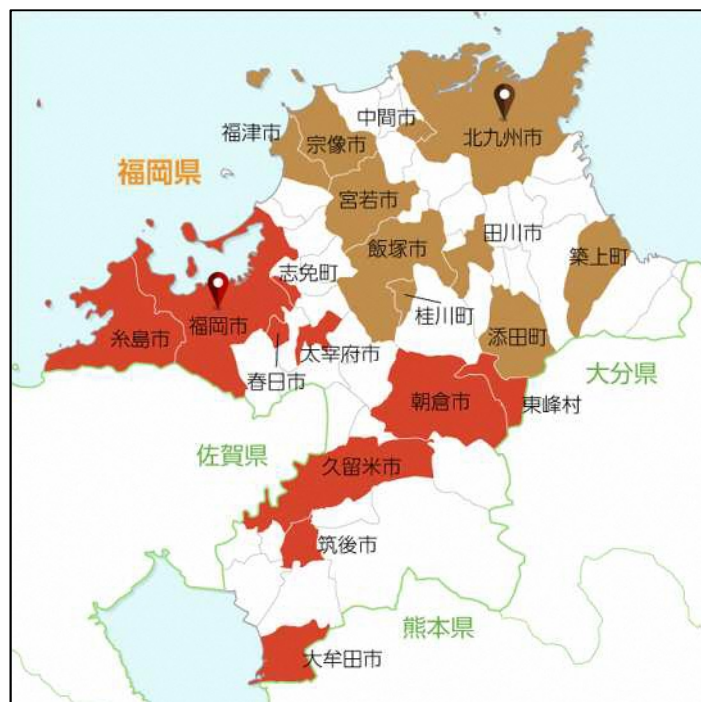 中間市
北九州市
福津市
宗像市
福岡県
宮若市
飯塚市
田川市
築上町
志免町
桂川町
添田町
糸島市
福岡市
太宰府市
春日市
大分県
朝倉市
東峰村
佐賀県
久留米市
筑後市
熊本県
大牟田市